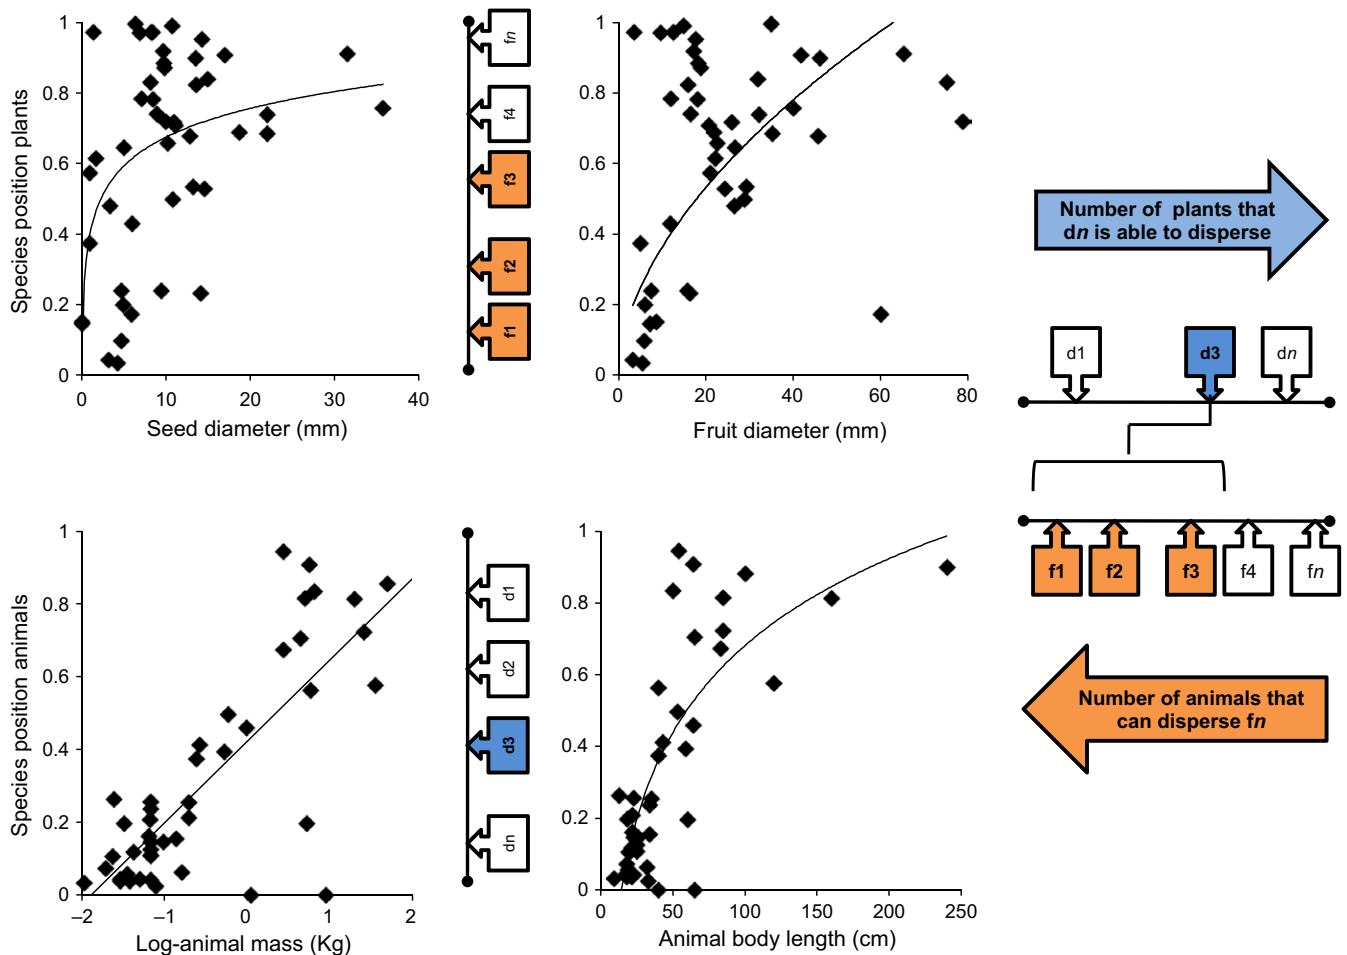 Species position plants
1
0.8
0.6
0.4
0.2
0
0
10
20
30
40
Seed diameter (mm)
fn
f4
f3
f2
f1
1
0.8
0.6
0.4
0.2
0
0
20
40
60
80
Fruit diameter (mm)
Number of plants that
dn is able to disperse
d1
d3
dn
f1
f2
f3
f4
fn
Number of animals that
can disperse fn
Species position animals
1
0.8
0.6
0.4
0.2
0
–2
–1
0
1
2
Log-animal mass (Kg)
d1
d2
d3
dn
1
0.8
0.6
0.4
0.2
0
0
50
100
150
200
250
Animal body length (cm)